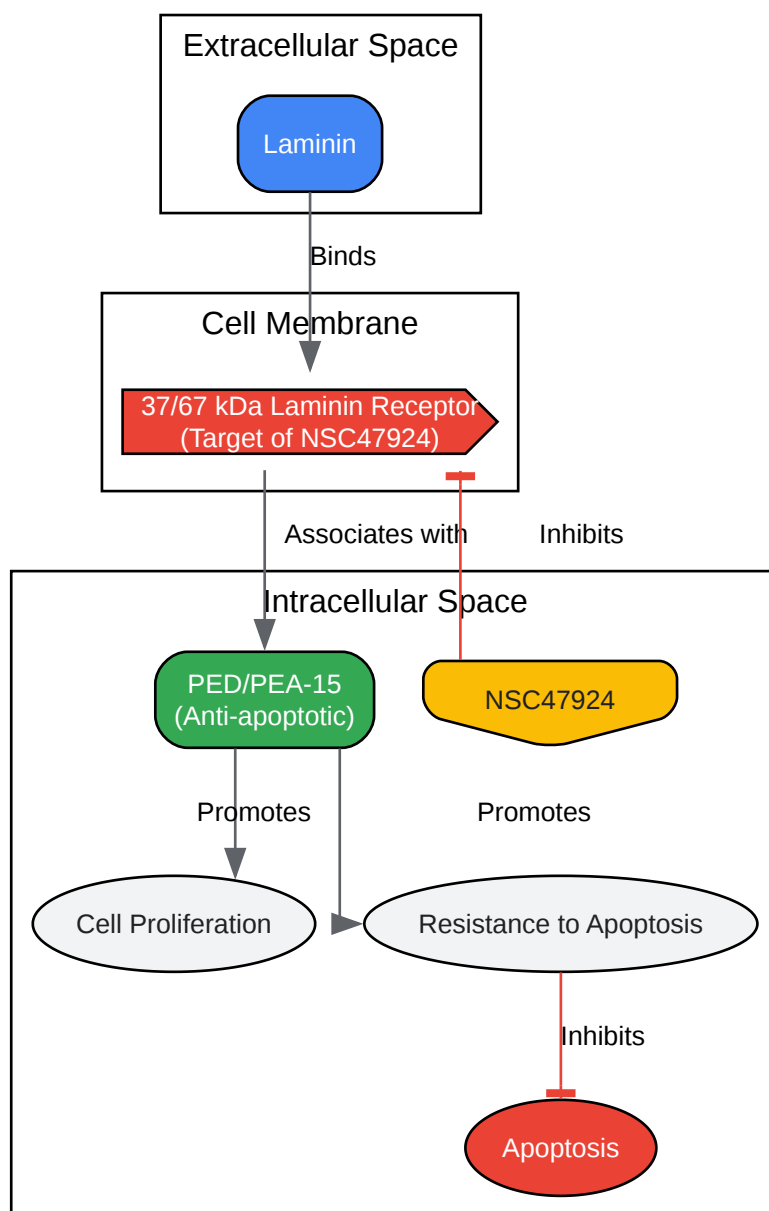 Extracellular Space
Laminin
Binds
Cell Membrane
37/67 kDa Laminin Receptor
(Target of NSC47924)
Associates with
Inhibits
Intracellular Space
PED/PEA-15
(Anti-apoptotic)
NSC47924
Promotes
Promotes
Cell Proliferation
Resistance to Apoptosis
Inhibits
Apoptosis